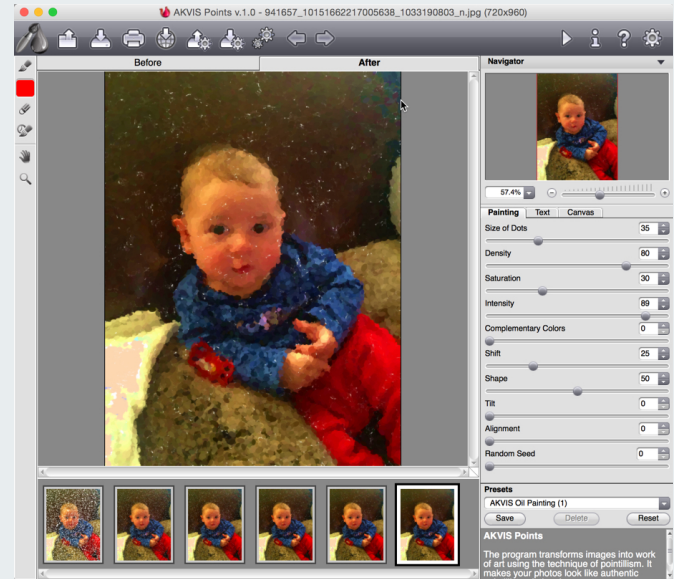 AKVIS Points v.1.0 - 941657_10151662217005638_1033190803_n.jpg (720x960)
Before
After
Navigator
57.4%
Painting
Text
Canvas
Size of Dots
35
Density
80
Saturation
30
Intensity
89
Complementary Colors
0
Shift
25
Shape
50
Tilt
0
Alignment
0
Random Seed
0
Presets
AKVIS Oil Painting (1)
Save
Delete
Reset
AKVIS Points
The program transforms images into work
of art using the technique of pointillism. It
makes your photos look like authentic